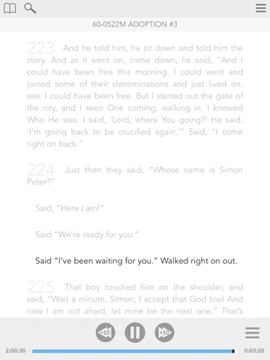 60-0522M ADOPTION #3
223 And he told him, he sit down and told him the
story. And as it went on, come down, he said, "And I
could have been free this morning. I could went and
joined some of their denominations and just lived on,
see. I could have been free. But I started out the gate of
the city, and I seen One coming, walking in. I knowed
Who He was. I said, 'Lord, where You going?' He said,
'I'm going back to be crucified again.'" Said, "I come
right on back."
224 Just then they said, "Whose name is Simon
Peter?"
Said, "Here I am!"
Said "We're ready for you."
Said "I've been waiting for you." Walked right on out.
225 That boy touched him on the shoulder, and
said, "Wait a minute, Simon; I accept that God too! And
now I am not afraid; let mine be the next one." That's
2:00:30
0:03:20